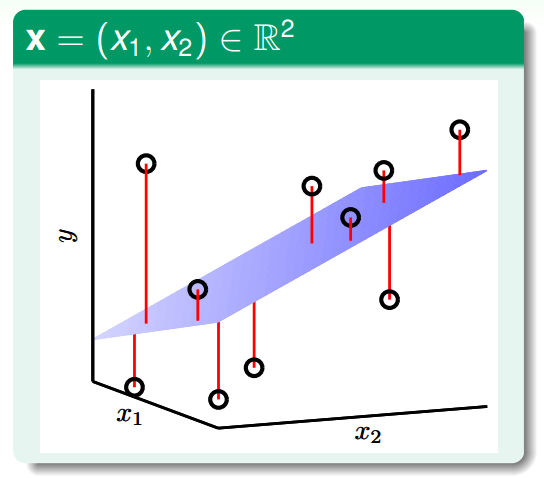 x = (x₁, x₂) ∈ ℝ²
y
x₁
x₂